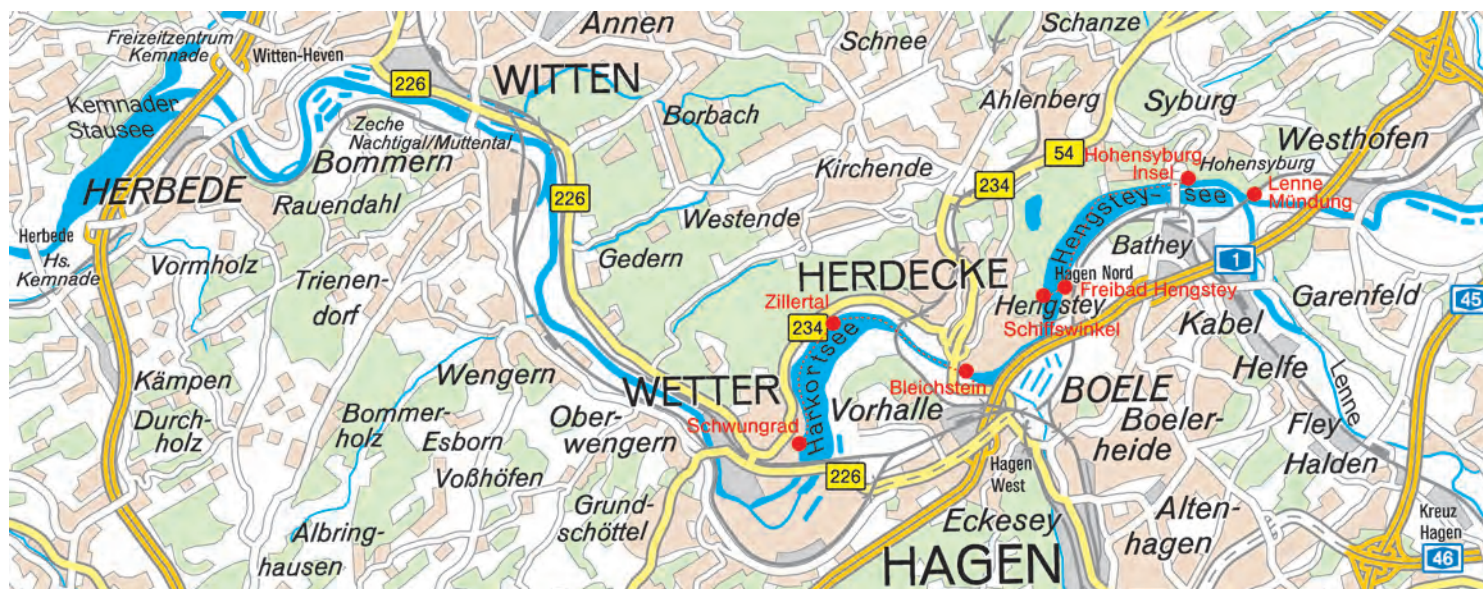 Annen
Schanze
Freizeitzentrum
Kemnade
Witten-Heven
Schnee
WITTEN
226
Kemnader
Stausee
Borbach
Ahlenberg
Syburg
Westhofen
Zeche
Nachtigal/Muttental
Bommern
54
Hohensyburg
Insel
Hohensyburg
Kirchende
234
Lenne
Mündung
HERBEDE
Rauendahl
226
Westende
Hengstey-
see
Herbede
Hs.
Kemnade
Vormholz
Gedern
Bathey
1
Trienen-
dorf
HERDECKE
Hagen Nord
Freibad Hengstey
Hengstey
Schiffswinkel
Garenfeld
45
Zillertal
234
Harkortsee
Kabel
Helfe
Lenne
Kämpen
Durch-
holz
Wengern
WETTER
Bleichstein
BOELE
Bommer-
holz
Esborn
Ober-
wengern
Schwungrad
Vorhalle
Boeler-
heide
Fley
Halden
Voßhöfen
226
Hagen
West
Grund-
schöttel
Albring-
hausen
Eckesey
HAGEN
Alten-
hagen
Kreuz
Hagen
46